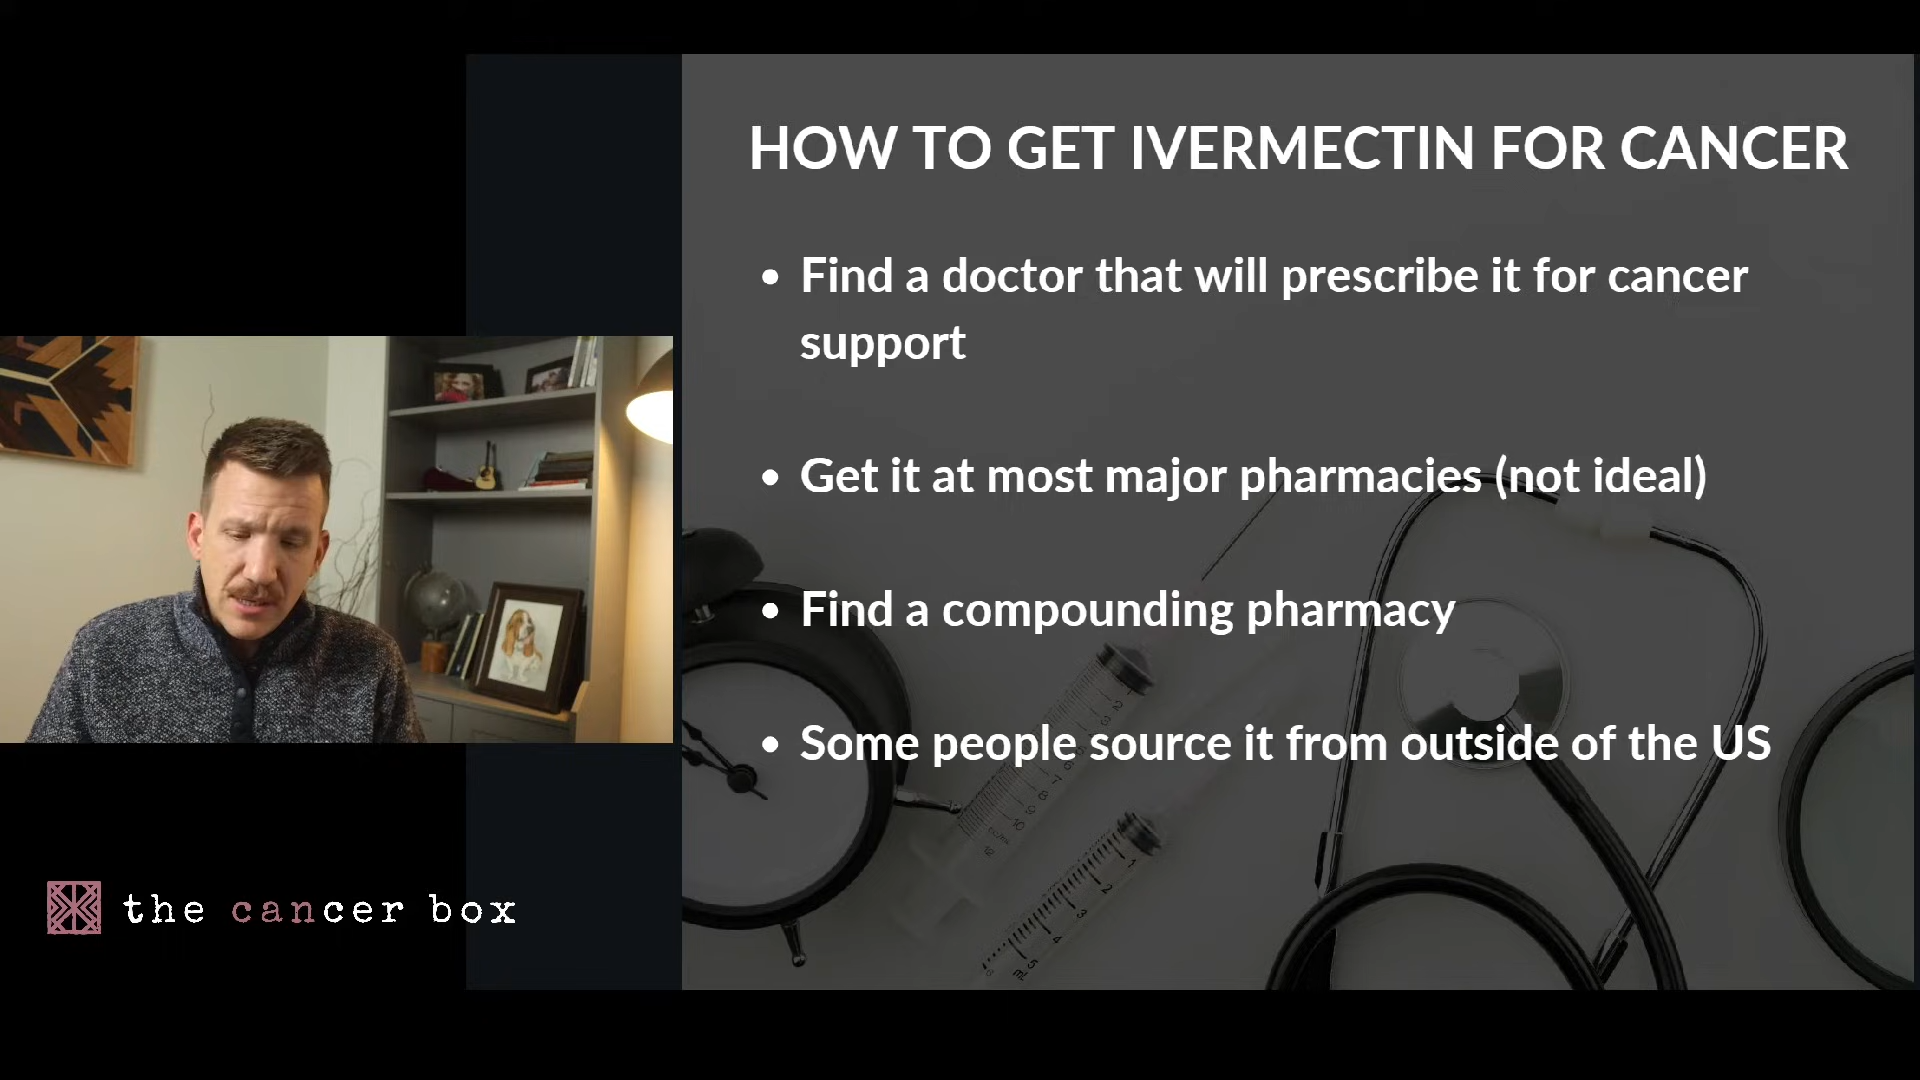 HOW TO GET IVERMECTIN FOR CANCER
• Find a doctor that will prescribe it for cancer
support
• Get it at most major pharmacies (not ideal)
• Find a compounding pharmacy
• Some people source it from outside of the US
the cancer box